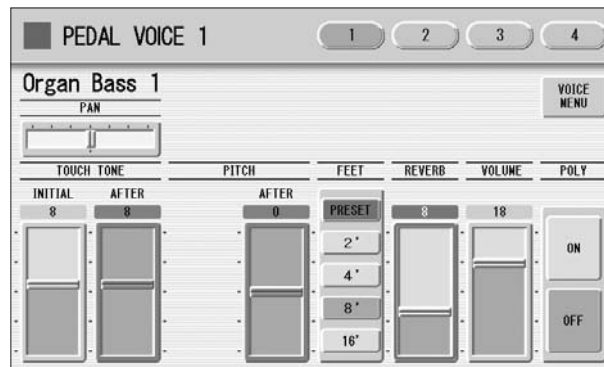 PEDAL VOICE 1 1 2 3 4
Organ Bass 1 VOICE MENU
PAN
TOUCH TONE PITCH FEET REVERB VOLUME POLY
INITIAL AFTER AFTER
8 8 0 PRESET 8 18
2'
4'
8'
16'
ON
OFF